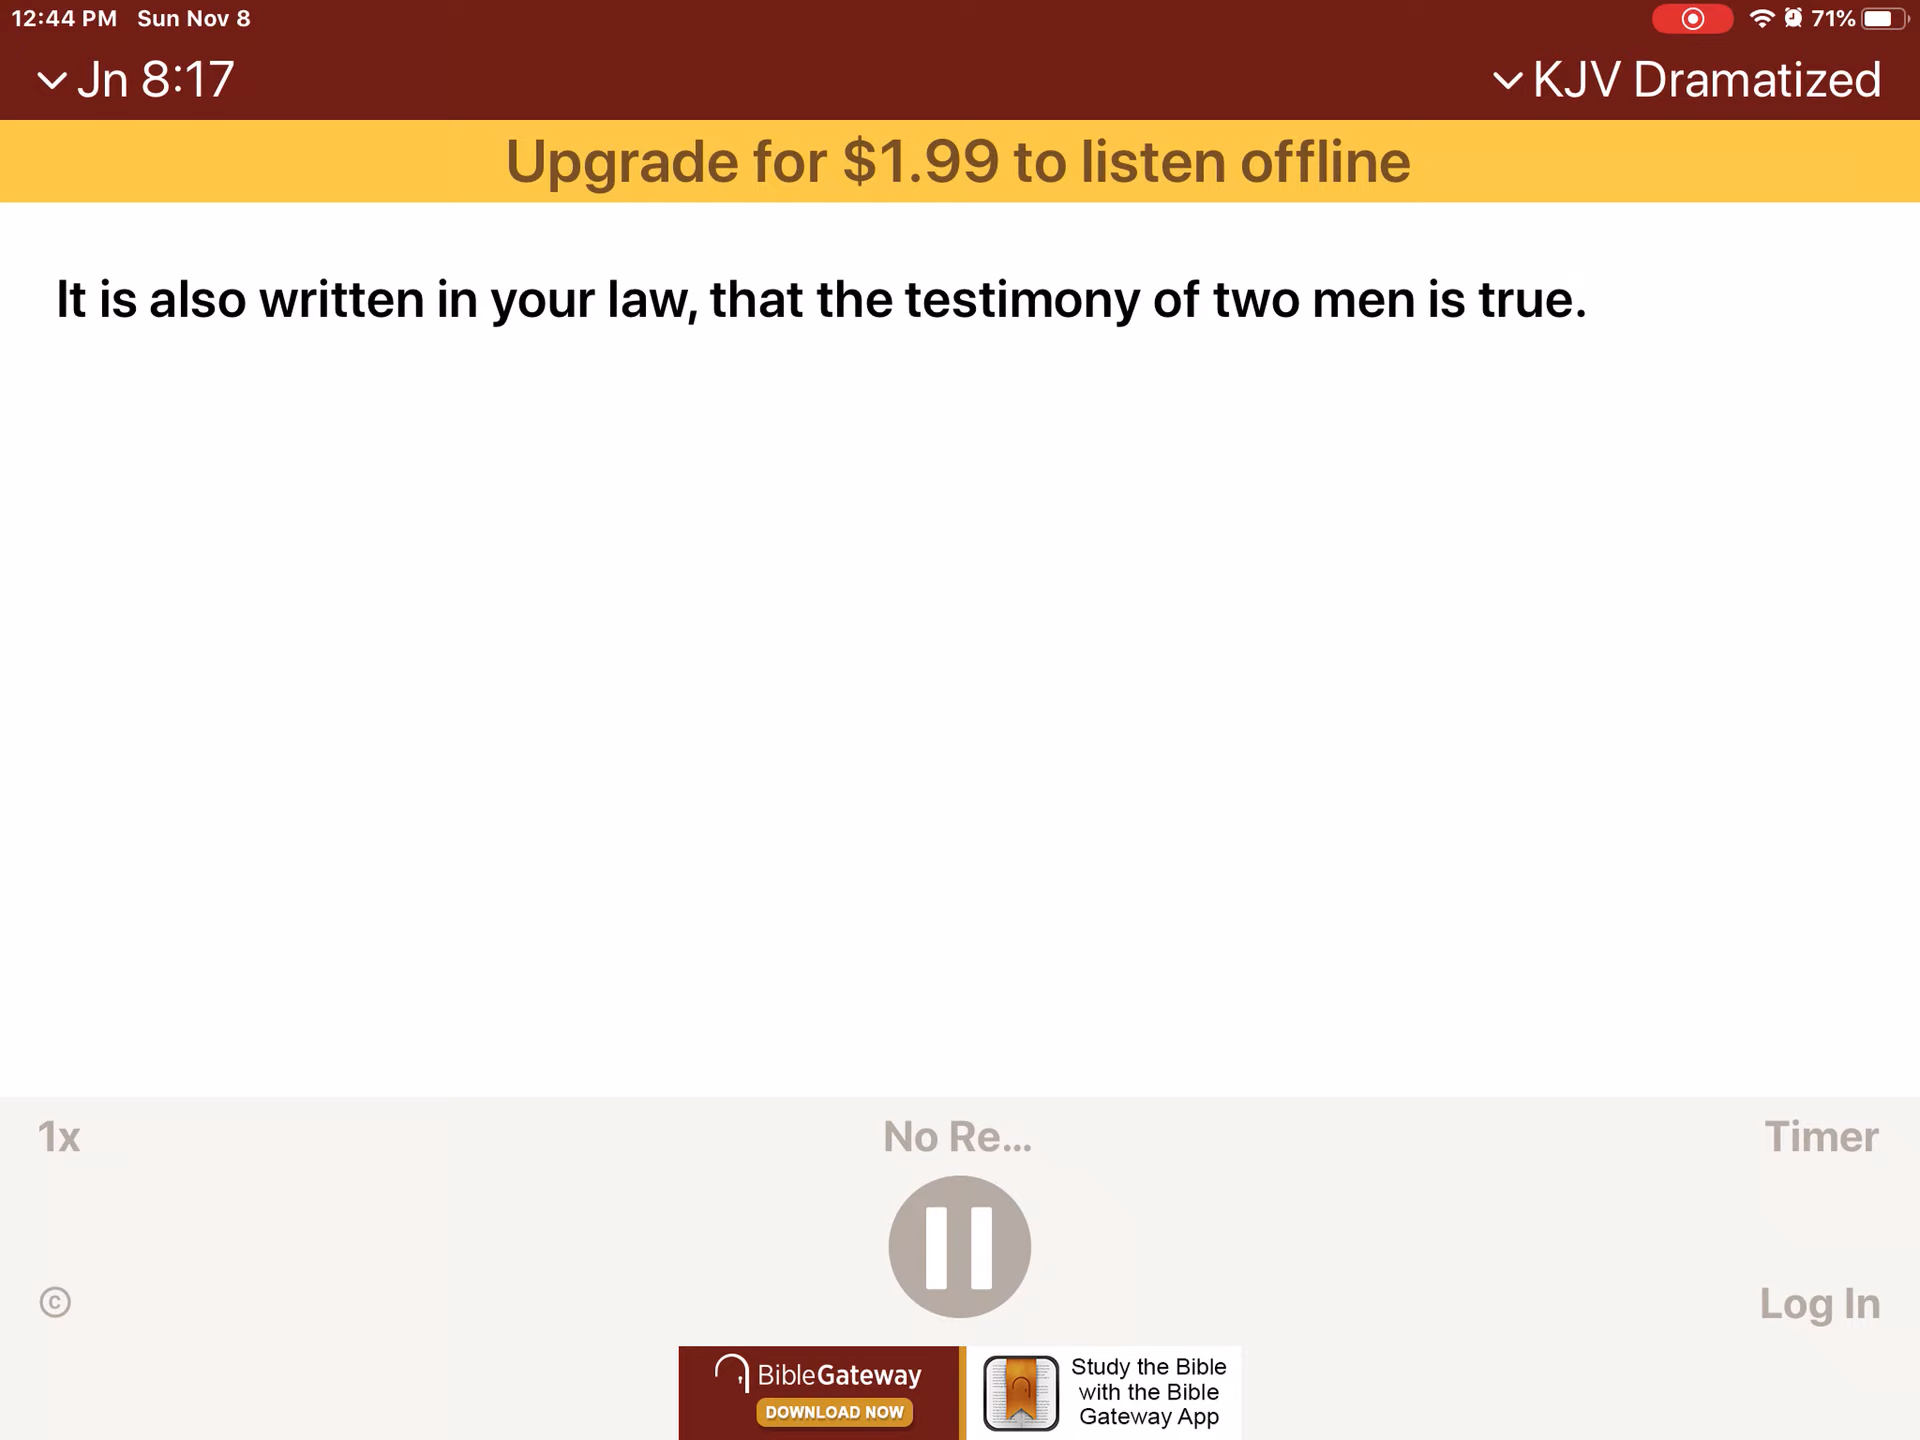 12:44 PM Sun Nov 8 71%
Jn 8:17 KJV Dramatized
Upgrade for $1.99 to listen offline
It is also written in your law, that the testimony of two men is true.
1x No Re... Timer
© Log In
BibleGateway
DOWNLOAD NOW
Study the Bible
with the Bible
Gateway App